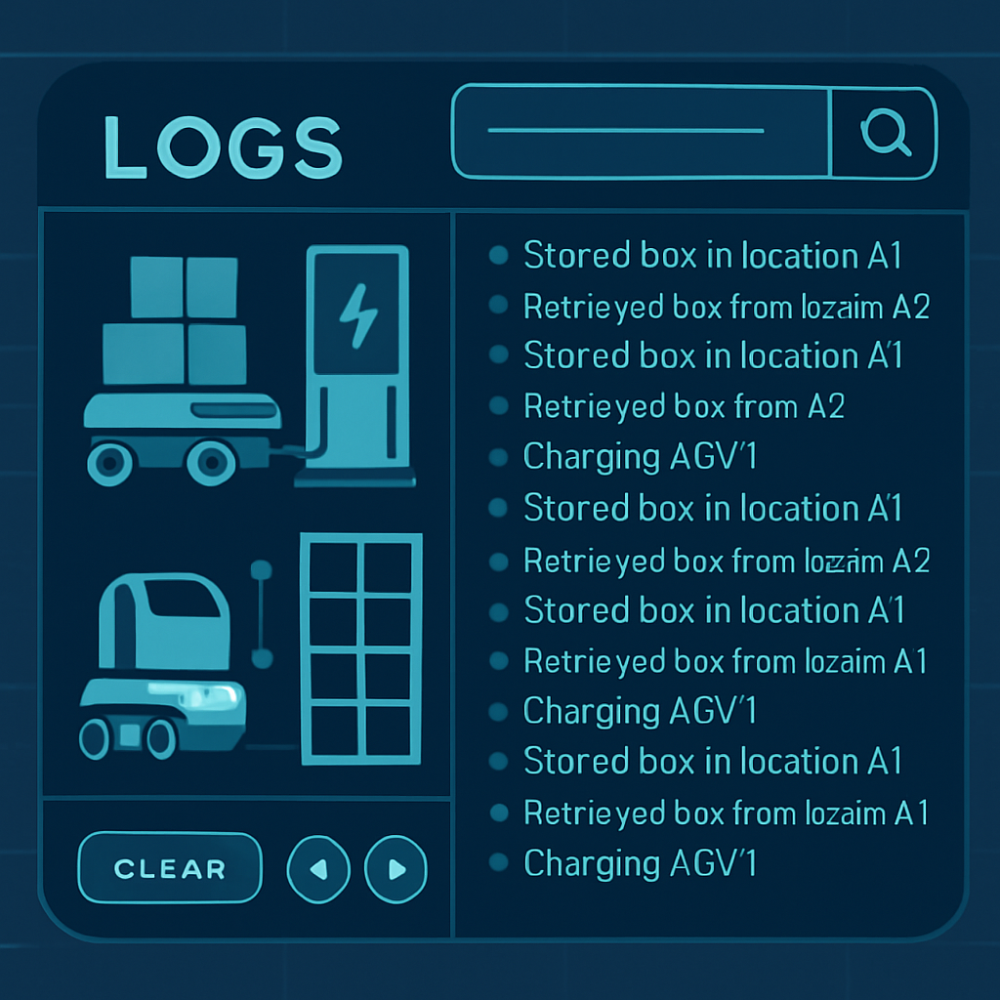 LOGS
Stored box in location A1
Retrieyed box from lozaim A2
Stored box in location A'1
Retrieyed box from A2
Charging AGV'1
Stored box in location A'1
Retrieyed box from lozaim A2
Stored box in location A'1
Retrieyed box from lozaim A1
Charging AGV'1
Stored box in location A1
Retrieyed box from lozaim A1
Charging AGV'1
CLEAR